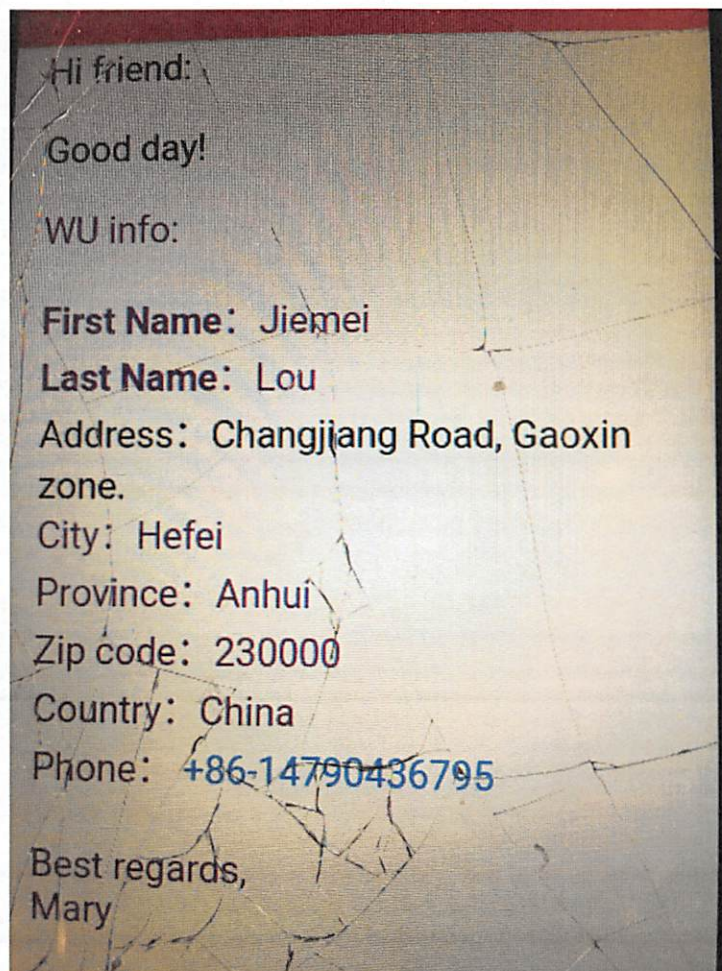 Hi friend:
Good day!
WU info:
First Name：Jiemei
Last Name：Lou
Address：Changjiang Road, Gaoxin
zone.
City：Hefei
Province：Anhui
Zip code：230000
Country：China
Phone：+86-14790436795
Best regards,
Mary